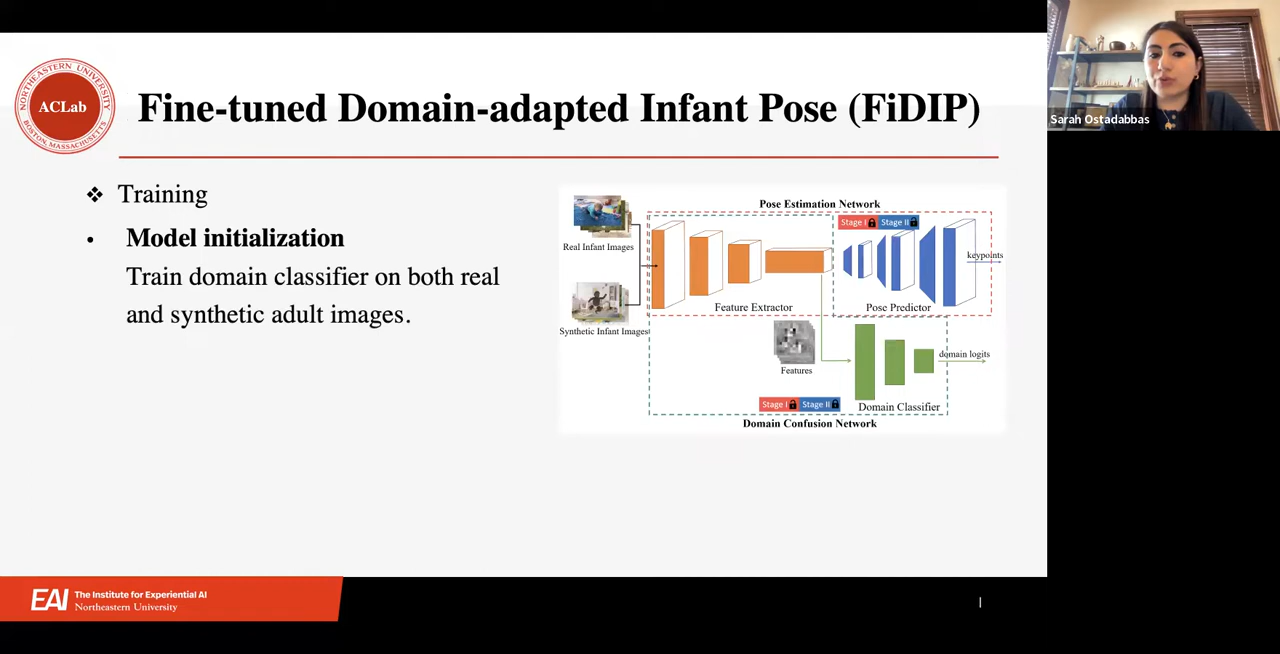 NORTHEASTERN UNIVERSITY
ACLab
BOSTON, MASSACHUSETTS
Fine-tuned Domain-adapted Infant Pose (FiDIP)
Sarah Ostadabbas
❖ Training
• Model initialization
Train domain classifier on both real
and synthetic adult images.
Pose Estimation Network
Real Infant Images
Synthetic Infant Images
Stage I Stage II
keypoints
Feature Extractor
Pose Predictor
Features
domain logits
Stage I Stage II
Domain Classifier
Domain Confusion Network
EAI
The Institute for Experiential AI
Northeastern University